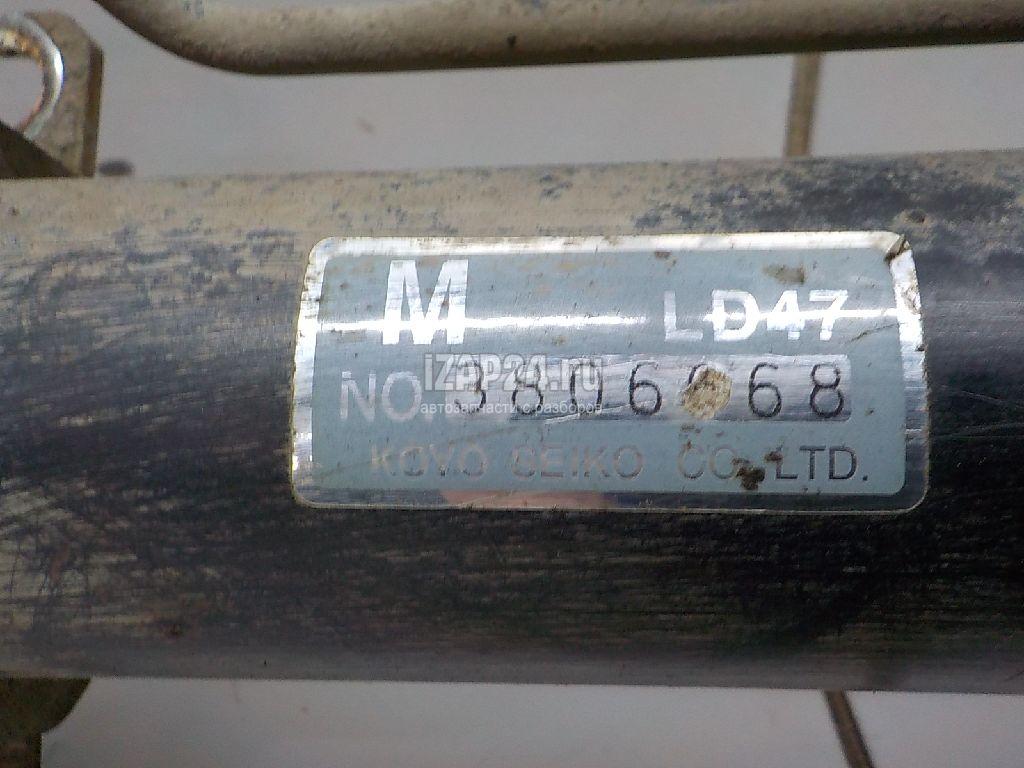 M LD47
iZAP24.ru
NO.
автозапчасти с разборов
KOYO SEIKO CO., LTD.